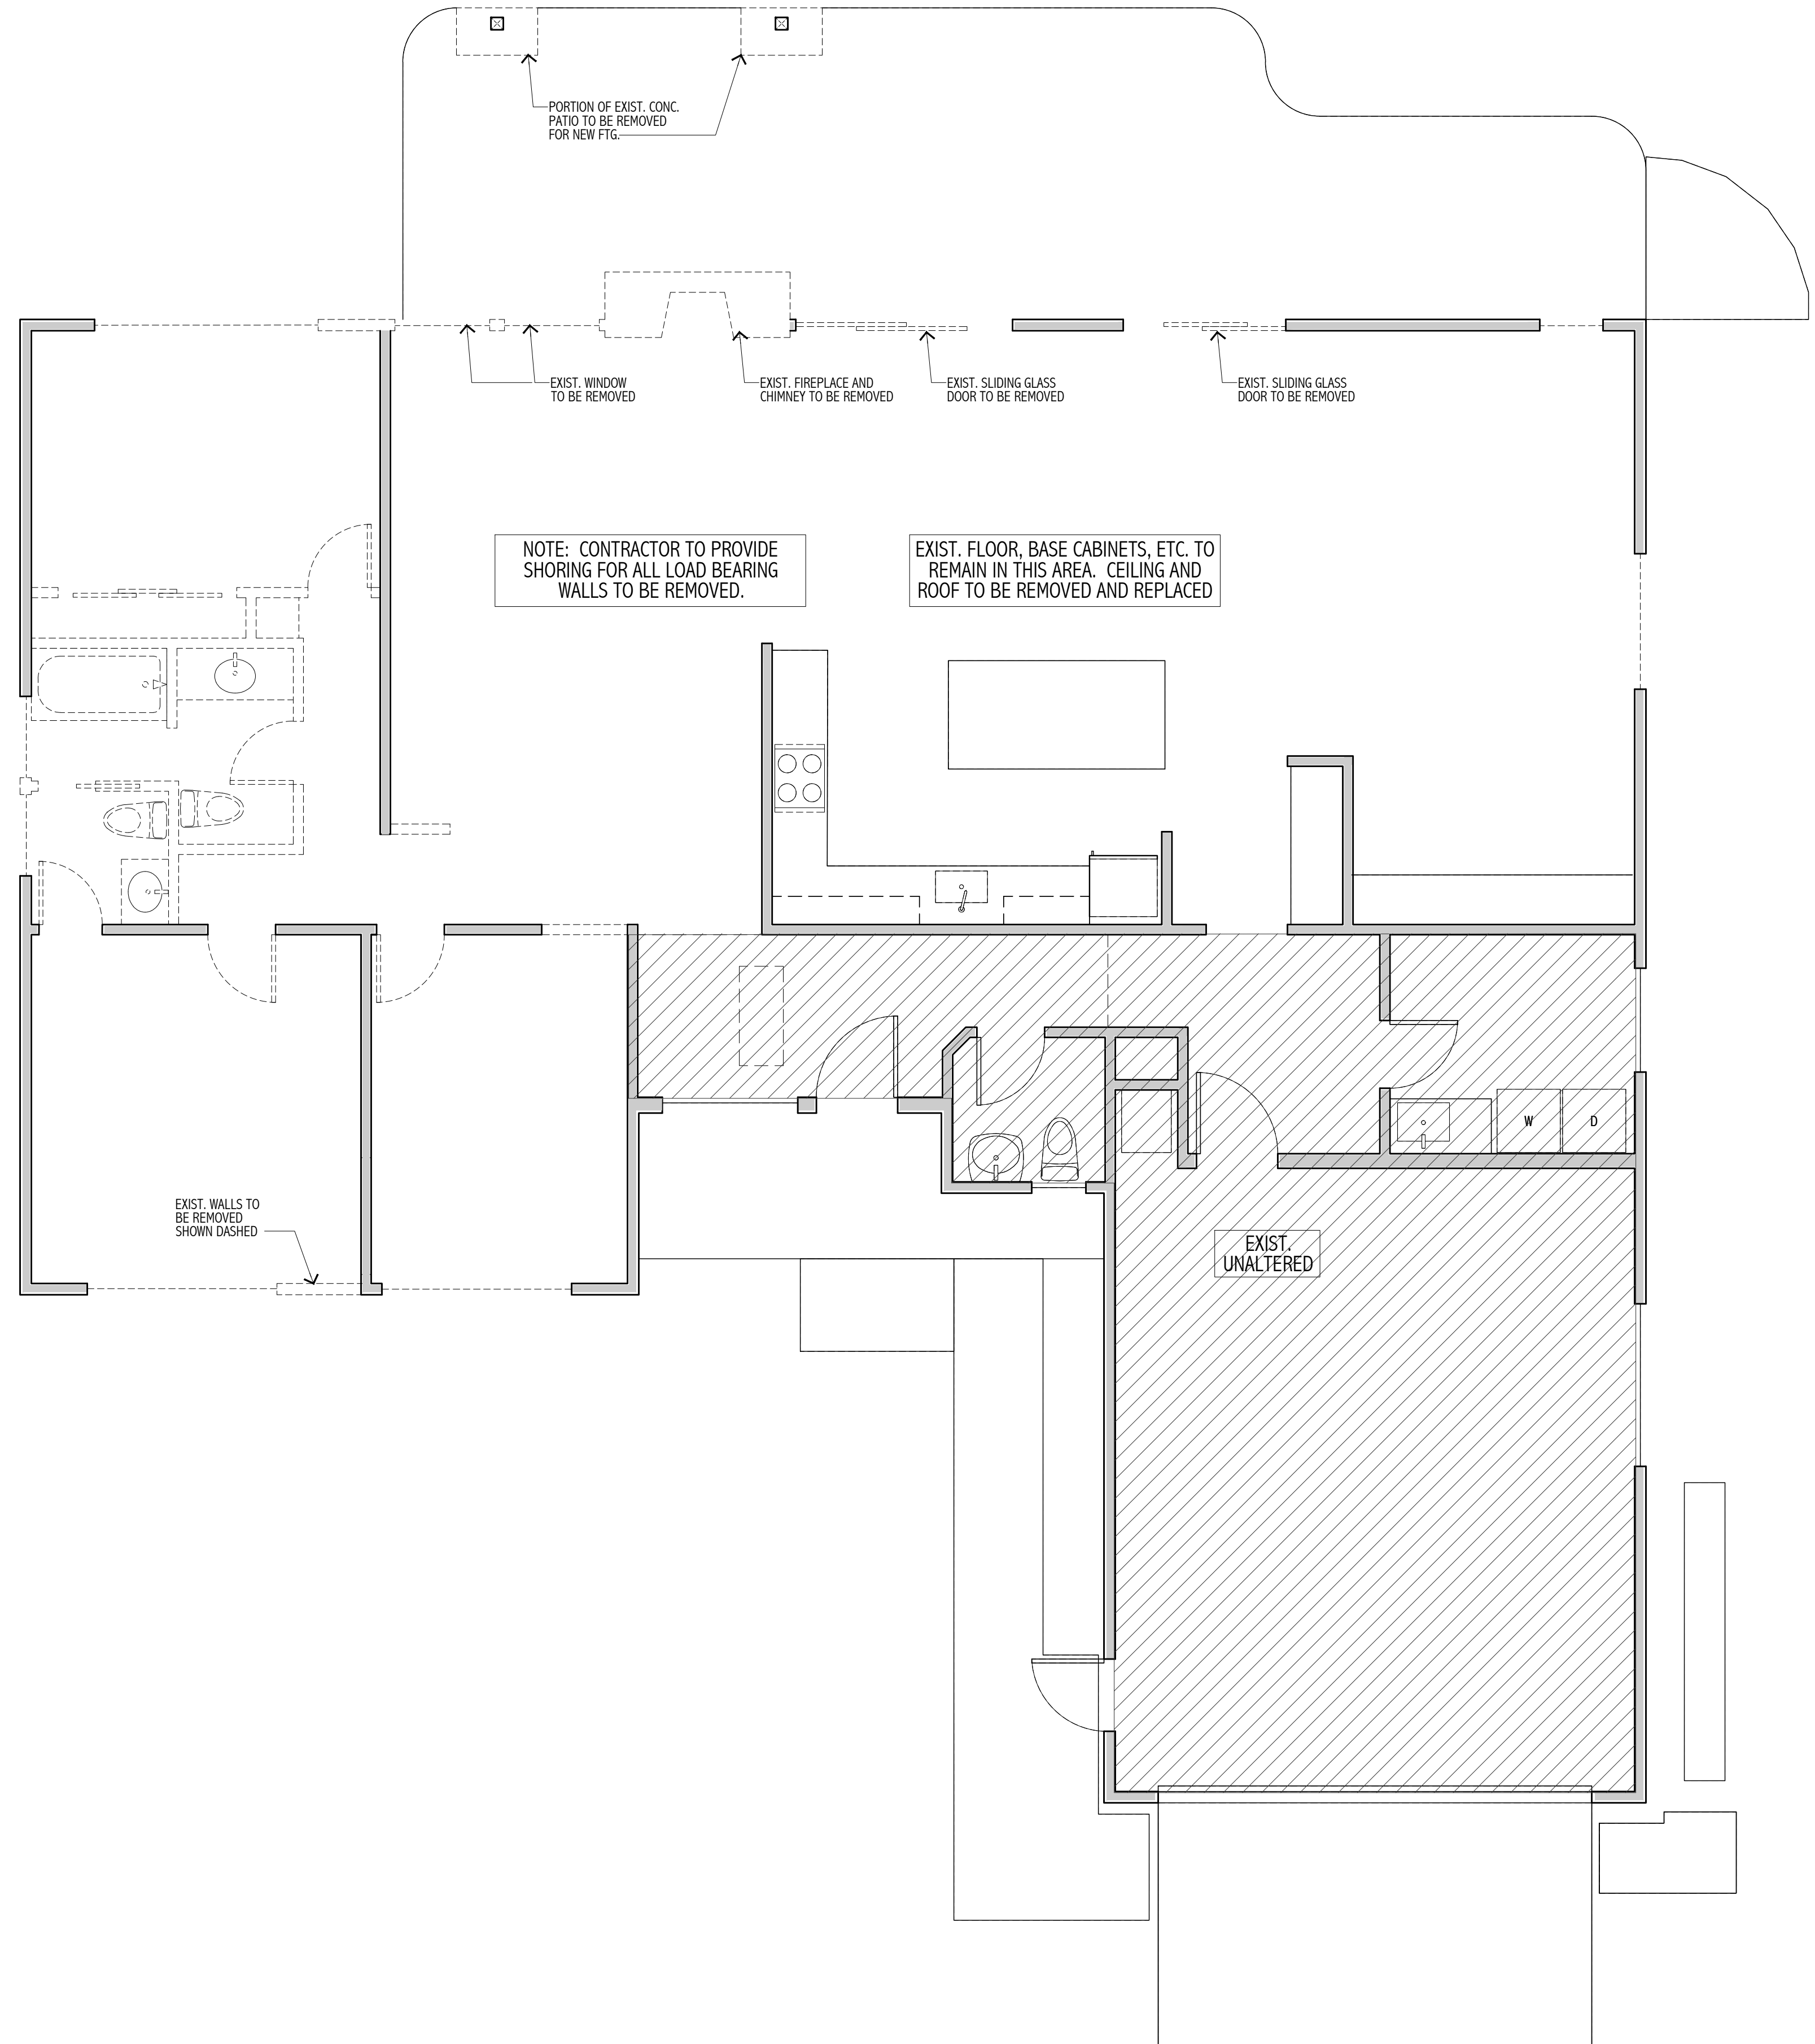 PORTION OF EXIST. CONC.
PATIO TO BE REMOVED
FOR NEW FTG.
EXIST. WINDOW
TO BE REMOVED
EXIST. FIREPLACE AND
CHIMNEY TO BE REMOVED
EXIST. SLIDING GLASS
DOOR TO BE REMOVED
EXIST. SLIDING GLASS
DOOR TO BE REMOVED
NOTE: CONTRACTOR TO PROVIDE
SHORING FOR ALL LOAD BEARING
WALLS TO BE REMOVED.
EXIST. FLOOR, BASE CABINETS, ETC. TO
REMAIN IN THIS AREA. CEILING AND
ROOF TO BE REMOVED AND REPLACED
W
D
EXIST. WALLS TO
BE REMOVED
SHOWN DASHED
EXIST.
UNALTERED